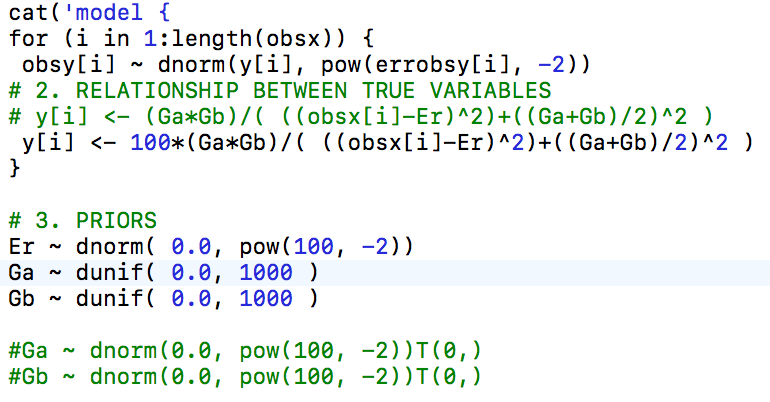 cat('model {
for (i in 1:length(obsx)) {
 obsy[i] ~ dnorm(y[i], pow(errobsy[i], -2))
# 2. RELATIONSHIP BETWEEN TRUE VARIABLES
# y[i] <- (Ga*Gb)/( ((obsx[i]-Er)^2)+((Ga+Gb)/2)^2 )
 y[i] <- 100*(Ga*Gb)/( ((obsx[i]-Er)^2)+((Ga+Gb)/2)^2 )
}
# 3. PRIORS
Er ~ dnorm( 0.0, pow(100, -2))
Ga ~ dunif( 0.0, 1000 )
Gb ~ dunif( 0.0, 1000 )
#Ga ~ dnorm(0.0, pow(100, -2))T(0,)
#Gb ~ dnorm(0.0, pow(100, -2))T(0,)